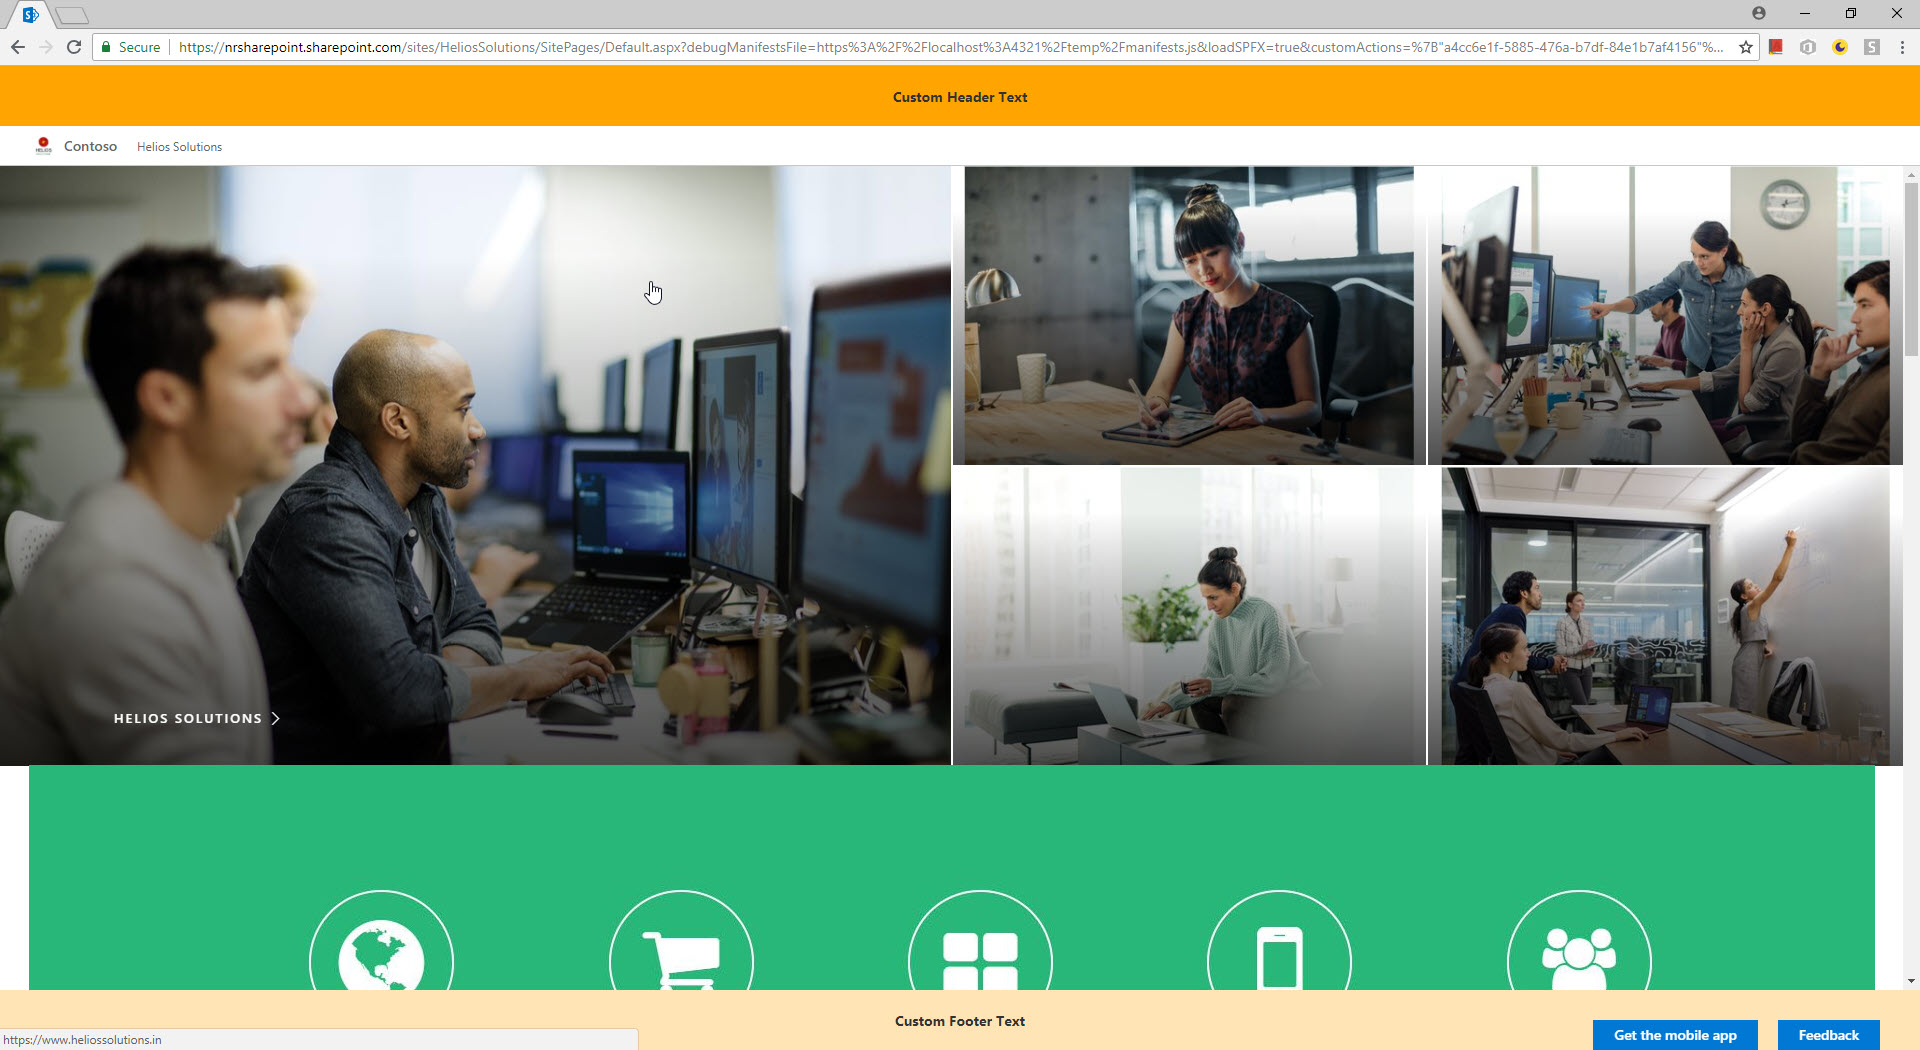 Secure
https://nrsharepoint.sharepoint.com/sites/HeliosSolutions/SitePages/Default.aspx?debugManifestsFile=https%3A%2F%2Flocalhost%3A4321%2Ftemp%2Fmanifests.js&loadSPFX=true&customActions=%7B"a4cc6e1f-5885-476a-b7df-84e1b7af4156"%...
Custom Header Text
HELIOS
Contoso
Helios Solutions
HELIOS SOLUTIONS
Custom Footer Text
https://www.heliossolutions.in
Get the mobile app
Feedback